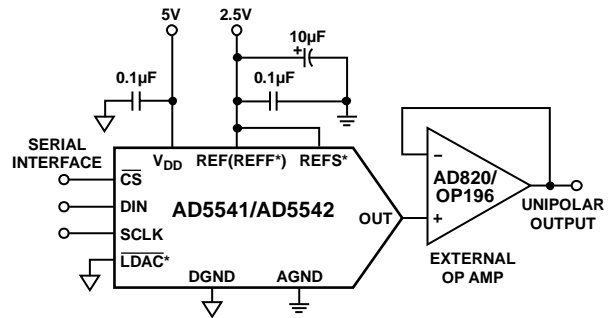 5V
2.5V
10µF
+
0.1µF
0.1µF
SERIAL
INTERFACE
VDD
REF(REFF*)
REFS*
CS
DIN
SCLK
LDAC*
AD5541/AD5542
OUT
DGND
AGND
–
+
AD820/
OP196
UNIPOLAR
OUTPUT
EXTERNAL
OP AMP